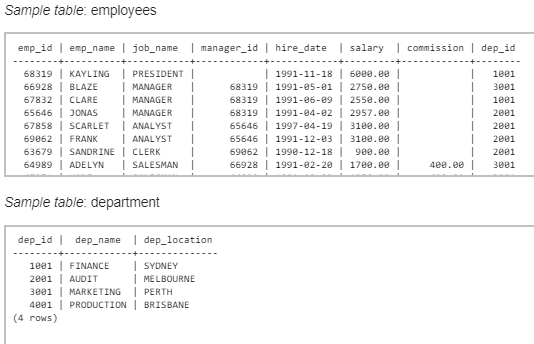 Sample table: employees
emp_id | emp_name | job_name | manager_id | hire_date | salary | commission | dep_id
--------+----------+-----------+------------+------------+---------+------------+--------
68319 | KAYLING | PRESIDENT | | 1991-11-18 | 6000.00 | | 1001
66928 | BLAZE | MANAGER | 68319 | 1991-05-01 | 2750.00 | | 3001
67832 | CLARE | MANAGER | 68319 | 1991-06-09 | 2550.00 | | 1001
65646 | JONAS | MANAGER | 68319 | 1991-04-02 | 2957.00 | | 2001
67858 | SCARLET | ANALYST | 65646 | 1997-04-19 | 3100.00 | | 2001
69062 | FRANK | ANALYST | 65646 | 1991-12-03 | 3100.00 | | 2001
63679 | SANDRINE | CLERK | 69062 | 1990-12-18 | 900.00 | | 2001
64989 | ADELYN | SALESMAN | 66928 | 1991-02-20 | 1700.00 | 400.00 | 3001
Sample table: department
dep_id | dep_name | dep_location
--------+------------+--------------
1001 | FINANCE | SYDNEY
2001 | AUDIT | MELBOURNE
3001 | MARKETING | PERTH
4001 | PRODUCTION | BRISBANE
(4 rows)